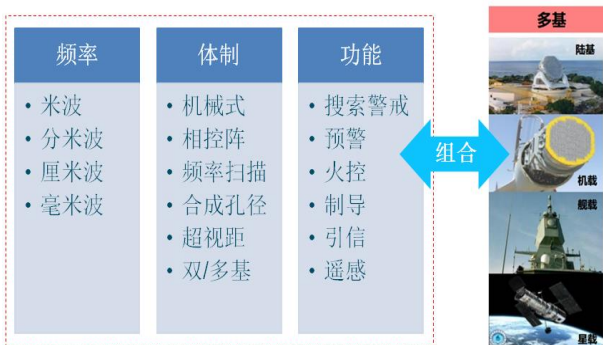 频率
• 米波
• 分米波
• 厘米波
• 毫米波
体制
• 机械式
• 相控阵
• 频率扫描
• 合成孔径
• 超视距
• 双/多基
功能
• 搜索警戒
• 预警
• 火控
• 制导
• 引信
• 遥感
组合
多基
陆基
机载
舰载
星载